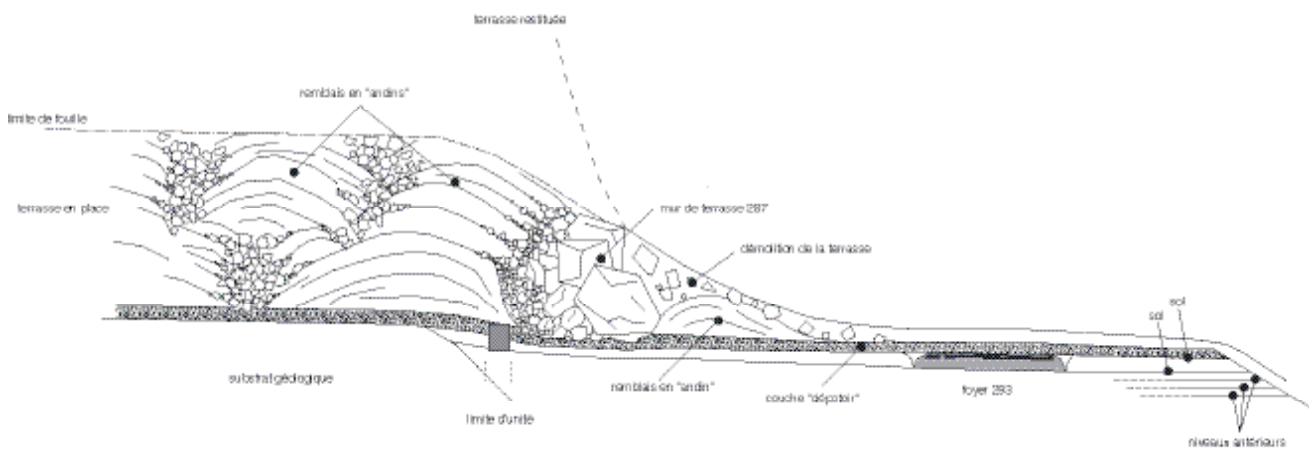 terrasse restituée
remblais en "andins"
limite de fouille
terrasse en place
mur de terrasse 287
démolition de la terrasse
sol
sol
substrat géologique
remblais en "andin"
couche "dépotoir"
foyer 293
limite d'unité
niveaux antérieurs